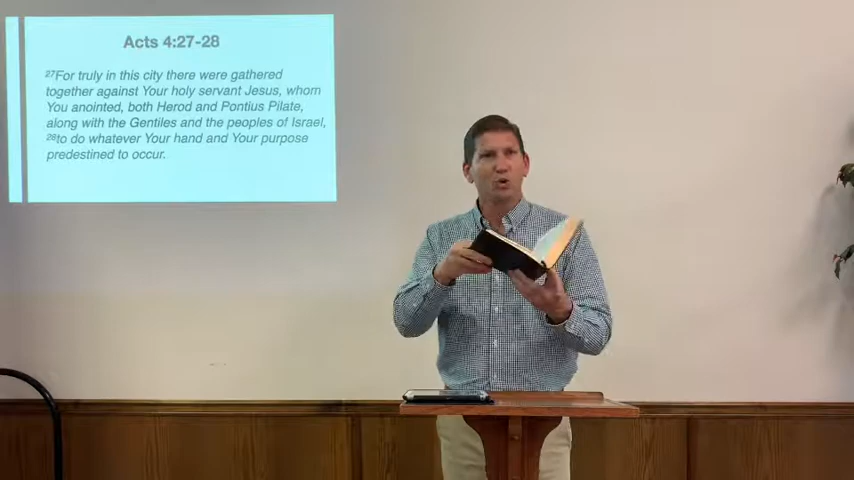 Acts 4:27-28
27For truly in this city there were gathered
together against Your holy servant Jesus, whom
You anointed, both Herod and Pontius Pilate,
along with the Gentiles and the peoples of Israel,
28to do whatever Your hand and Your purpose
predestined to occur.